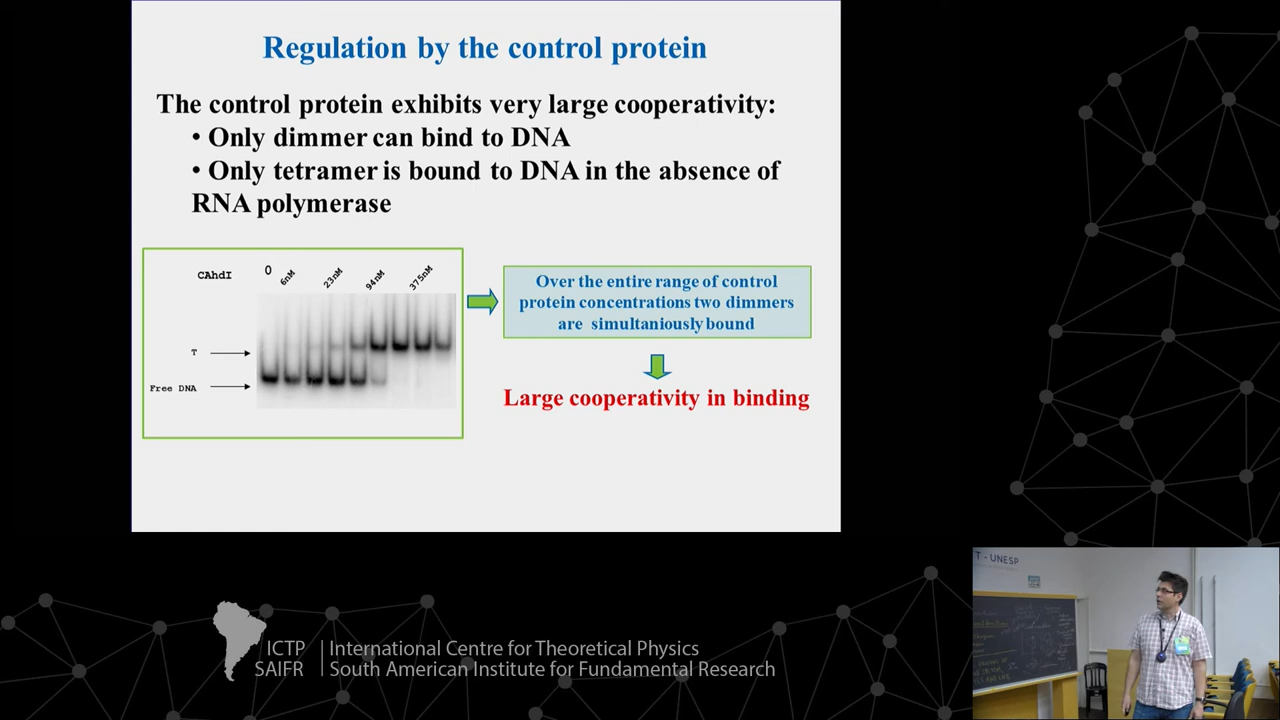 Regulation by the control protein
The control protein exhibits very large cooperativity:
• Only dimmer can bind to DNA
• Only tetramer is bound to DNA in the absence of
RNA polymerase
CAhdI
0
6nM
23nM
94nM
375nM
T
Free DNA
Over the entire range of control
protein concentrations two dimmers
are simultaniously bound
Large cooperativity in binding
T - UNESP
ICTP
SAIFR
International Centre for Theoretical Physics
South American Institute for Fundamental Research